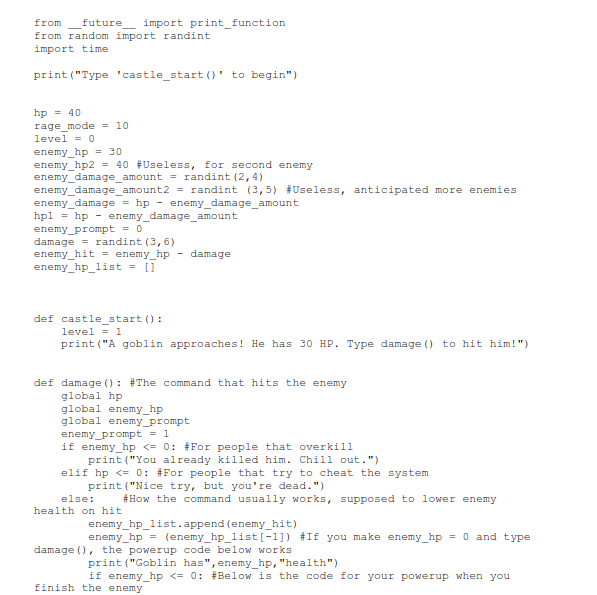 from __future__ import print_function
from random import randint
import time

print("Type 'castle_start()' to begin")


hp = 40
rage_mode = 10
level = 0
enemy_hp = 30
enemy_hp2 = 40 #Useless, for second enemy
enemy_damage_amount = randint(2,4)
enemy_damage_amount2 = randint (3,5) #Useless, anticipated more enemies
enemy_damage = hp - enemy_damage_amount
hp1 = hp - enemy_damage_amount
enemy_prompt = 0
damage = randint(3,6)
enemy_hit = enemy_hp - damage
enemy_hp_list = []



def castle_start():
    level = 1
    print("A goblin approaches! He has 30 HP. Type damage() to hit him!")


def damage(): #The command that hits the enemy
    global hp
    global enemy_hp
    global enemy_prompt
    enemy_prompt = 1
    if enemy_hp <= 0: #For people that overkill
        print("You already killed him. Chill out.")
    elif hp <= 0: #For people that try to cheat the system
        print("Nice try, but you're dead.")
    else:    #How the command usually works, supposed to lower enemy
health on hit
        enemy_hp_list.append(enemy_hit)
        enemy_hp = (enemy_hp_list[-1]) #If you make enemy_hp = 0 and type
damage(), the powerup code below works
        print("Goblin has",enemy_hp,"health")
        if enemy_hp <= 0: #Below is the code for your powerup when you
finish the enemy